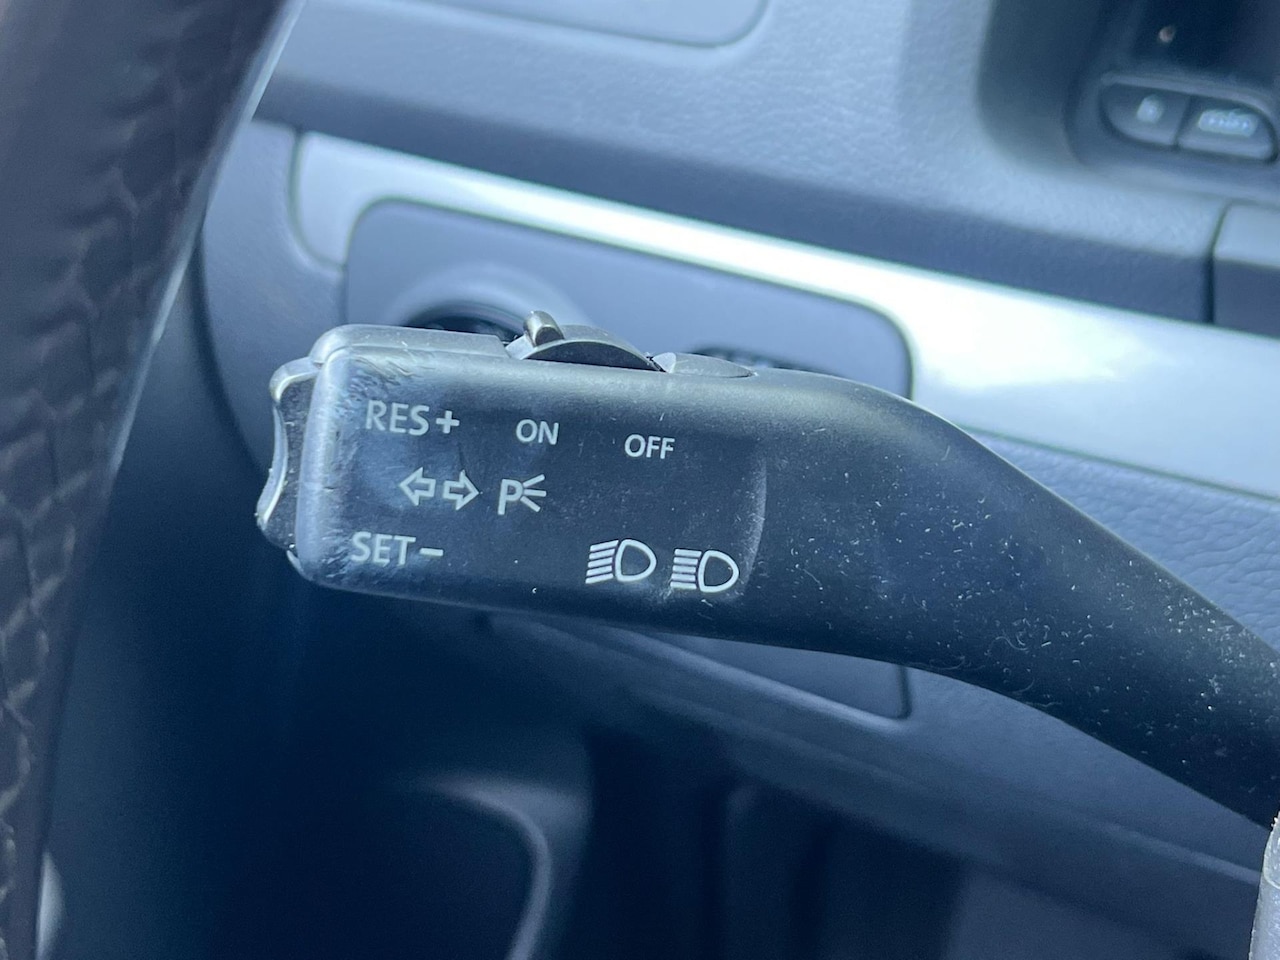 RES+ ON OFF
P
SET−